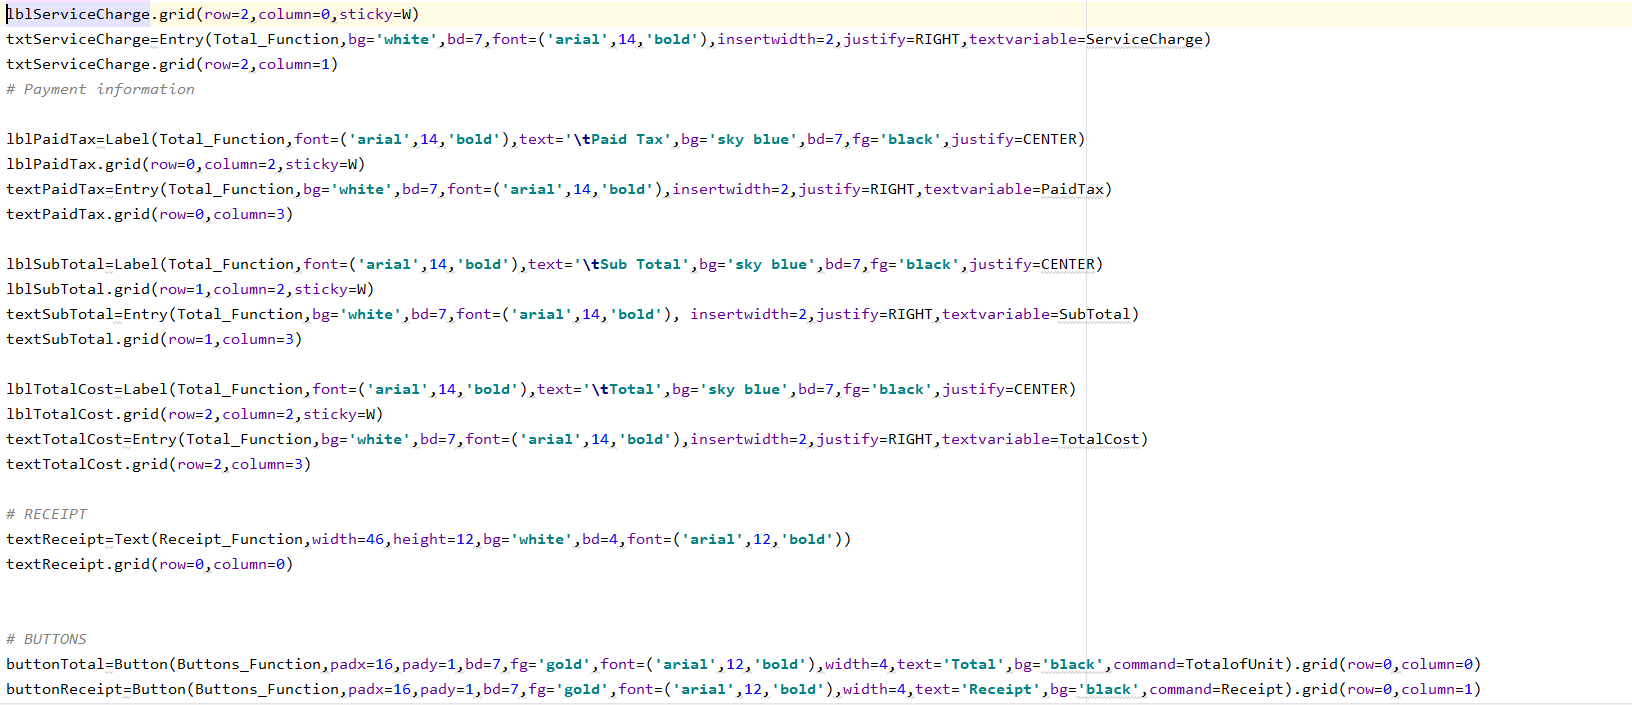 lblServiceCharge.grid(row=2,column=0,sticky=W)
txtServiceCharge=Entry(Total_Function,bg='white',bd=7,font=('arial',14,'bold'),insertwidth=2,justify=RIGHT,textvariable=ServiceCharge)
txtServiceCharge.grid(row=2,column=1)
# Payment information
lblPaidTax=Label(Total_Function,font=('arial',14,'bold'),text='\tPaid Tax',bg='sky blue',bd=7,fg='black',justify=CENTER)
lblPaidTax.grid(row=0,column=2,sticky=W)
textPaidTax=Entry(Total_Function,bg='white',bd=7,font=('arial',14,'bold'),insertwidth=2,justify=RIGHT,textvariable=PaidTax)
textPaidTax.grid(row=0,column=3)
lblSubTotal=Label(Total_Function,font=('arial',14,'bold'),text='\tSub Total',bg='sky blue',bd=7,fg='black',justify=CENTER)
lblSubTotal.grid(row=1,column=2,sticky=W)
textSubTotal=Entry(Total_Function,bg='white',bd=7,font=('arial',14,'bold'), insertwidth=2,justify=RIGHT,textvariable=SubTotal)
textSubTotal.grid(row=1,column=3)
lblTotalCost=Label(Total_Function,font=('arial',14,'bold'),text='\tTotal',bg='sky blue',bd=7,fg='black',justify=CENTER)
lblTotalCost.grid(row=2,column=2,sticky=W)
textTotalCost=Entry(Total_Function,bg='white',bd=7,font=('arial',14,'bold'),insertwidth=2,justify=RIGHT,textvariable=TotalCost)
textTotalCost.grid(row=2,column=3)
# RECEIPT
textReceipt=Text(Receipt_Function,width=46,height=12,bg='white',bd=4,font=('arial',12,'bold'))
textReceipt.grid(row=0,column=0)
# BUTTONS
buttonTotal=Button(Buttons_Function,padx=16,pady=1,bd=7,fg='gold',font=('arial',12,'bold'),width=4,text='Total',bg='black',command=TotalofUnit).grid(row=0,column=0)
buttonReceipt=Button(Buttons_Function,padx=16,pady=1,bd=7,fg='gold',font=('arial',12,'bold'),width=4,text='Receipt',bg='black',command=Receipt).grid(row=0,column=1)